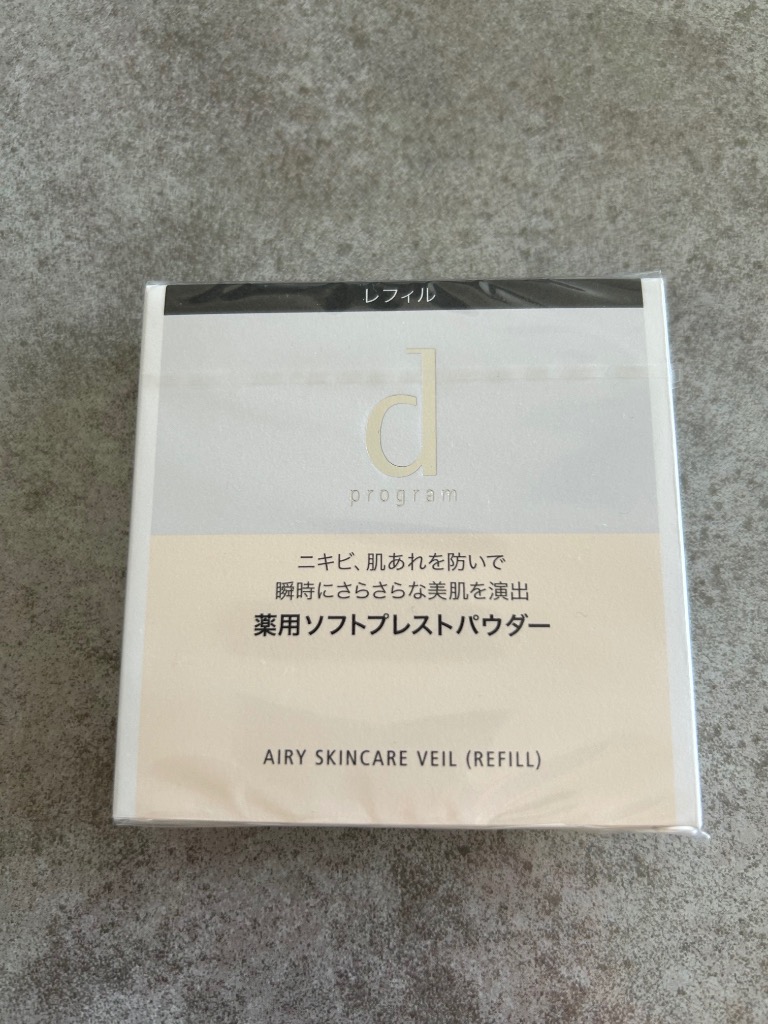 レフィル
d
program
ニキビ、肌あれを防いで
瞬時にさらさらな美肌を演出
薬用ソフトプレストパウダー
AIRY SKINCARE VEIL (REFILL)